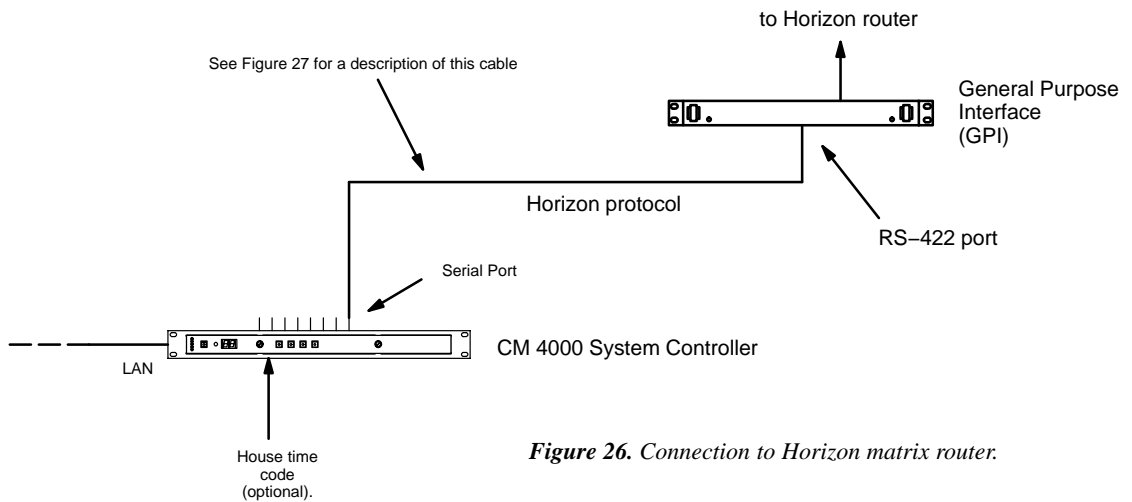 to Horizon router
See Figure 27 for a description of this cable
General Purpose
Interface
(GPI)
Horizon protocol
RS−422 port
Serial Port
CM 4000 System Controller
LAN
House time
code
(optional).
Figure 26. Connection to Horizon matrix router.